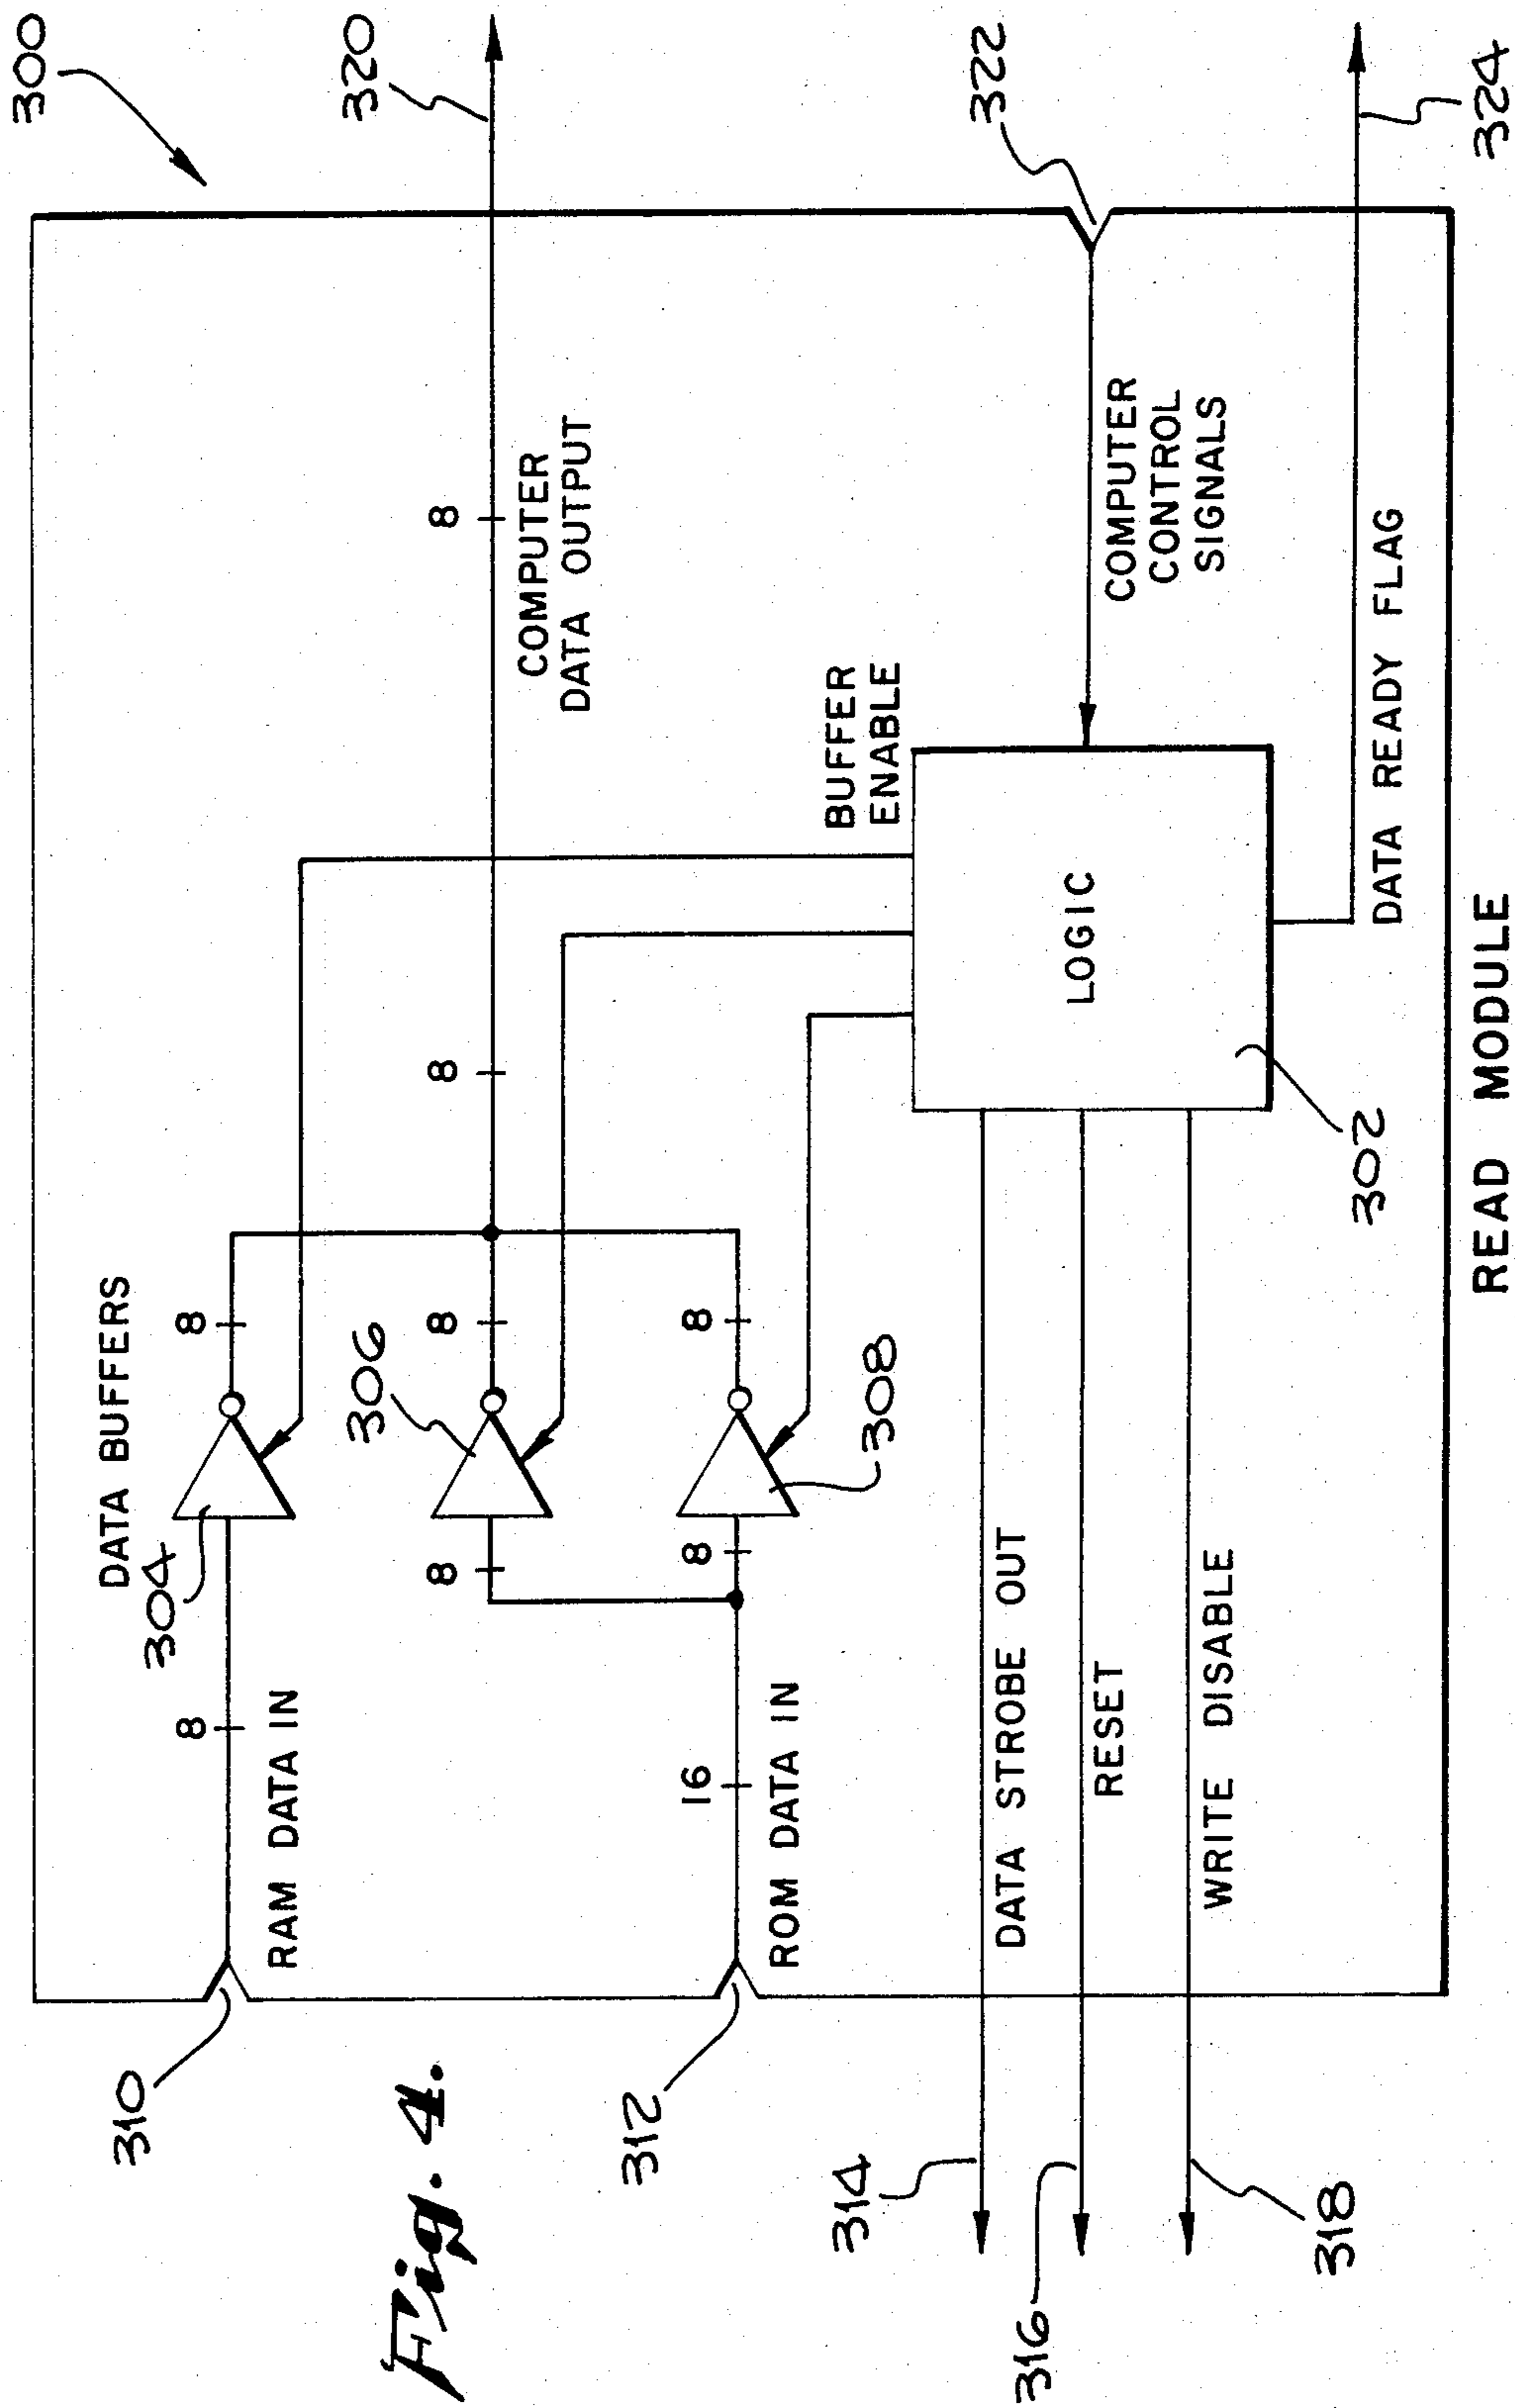 300
310
RAM DATA IN
8
304
DATA BUFFERS
8
320
306
8
8
8
8
COMPUTER
DATA OUTPUT
312
16
ROM DATA IN
8
8
308
BUFFER
ENABLE
322
COMPUTER
CONTROL
SIGNALS
LOGIC
302
314
DATA STROBE OUT
316
RESET
318
WRITE DISABLE
DATA READY FLAG
324
READ MODULE
Fig. 4.